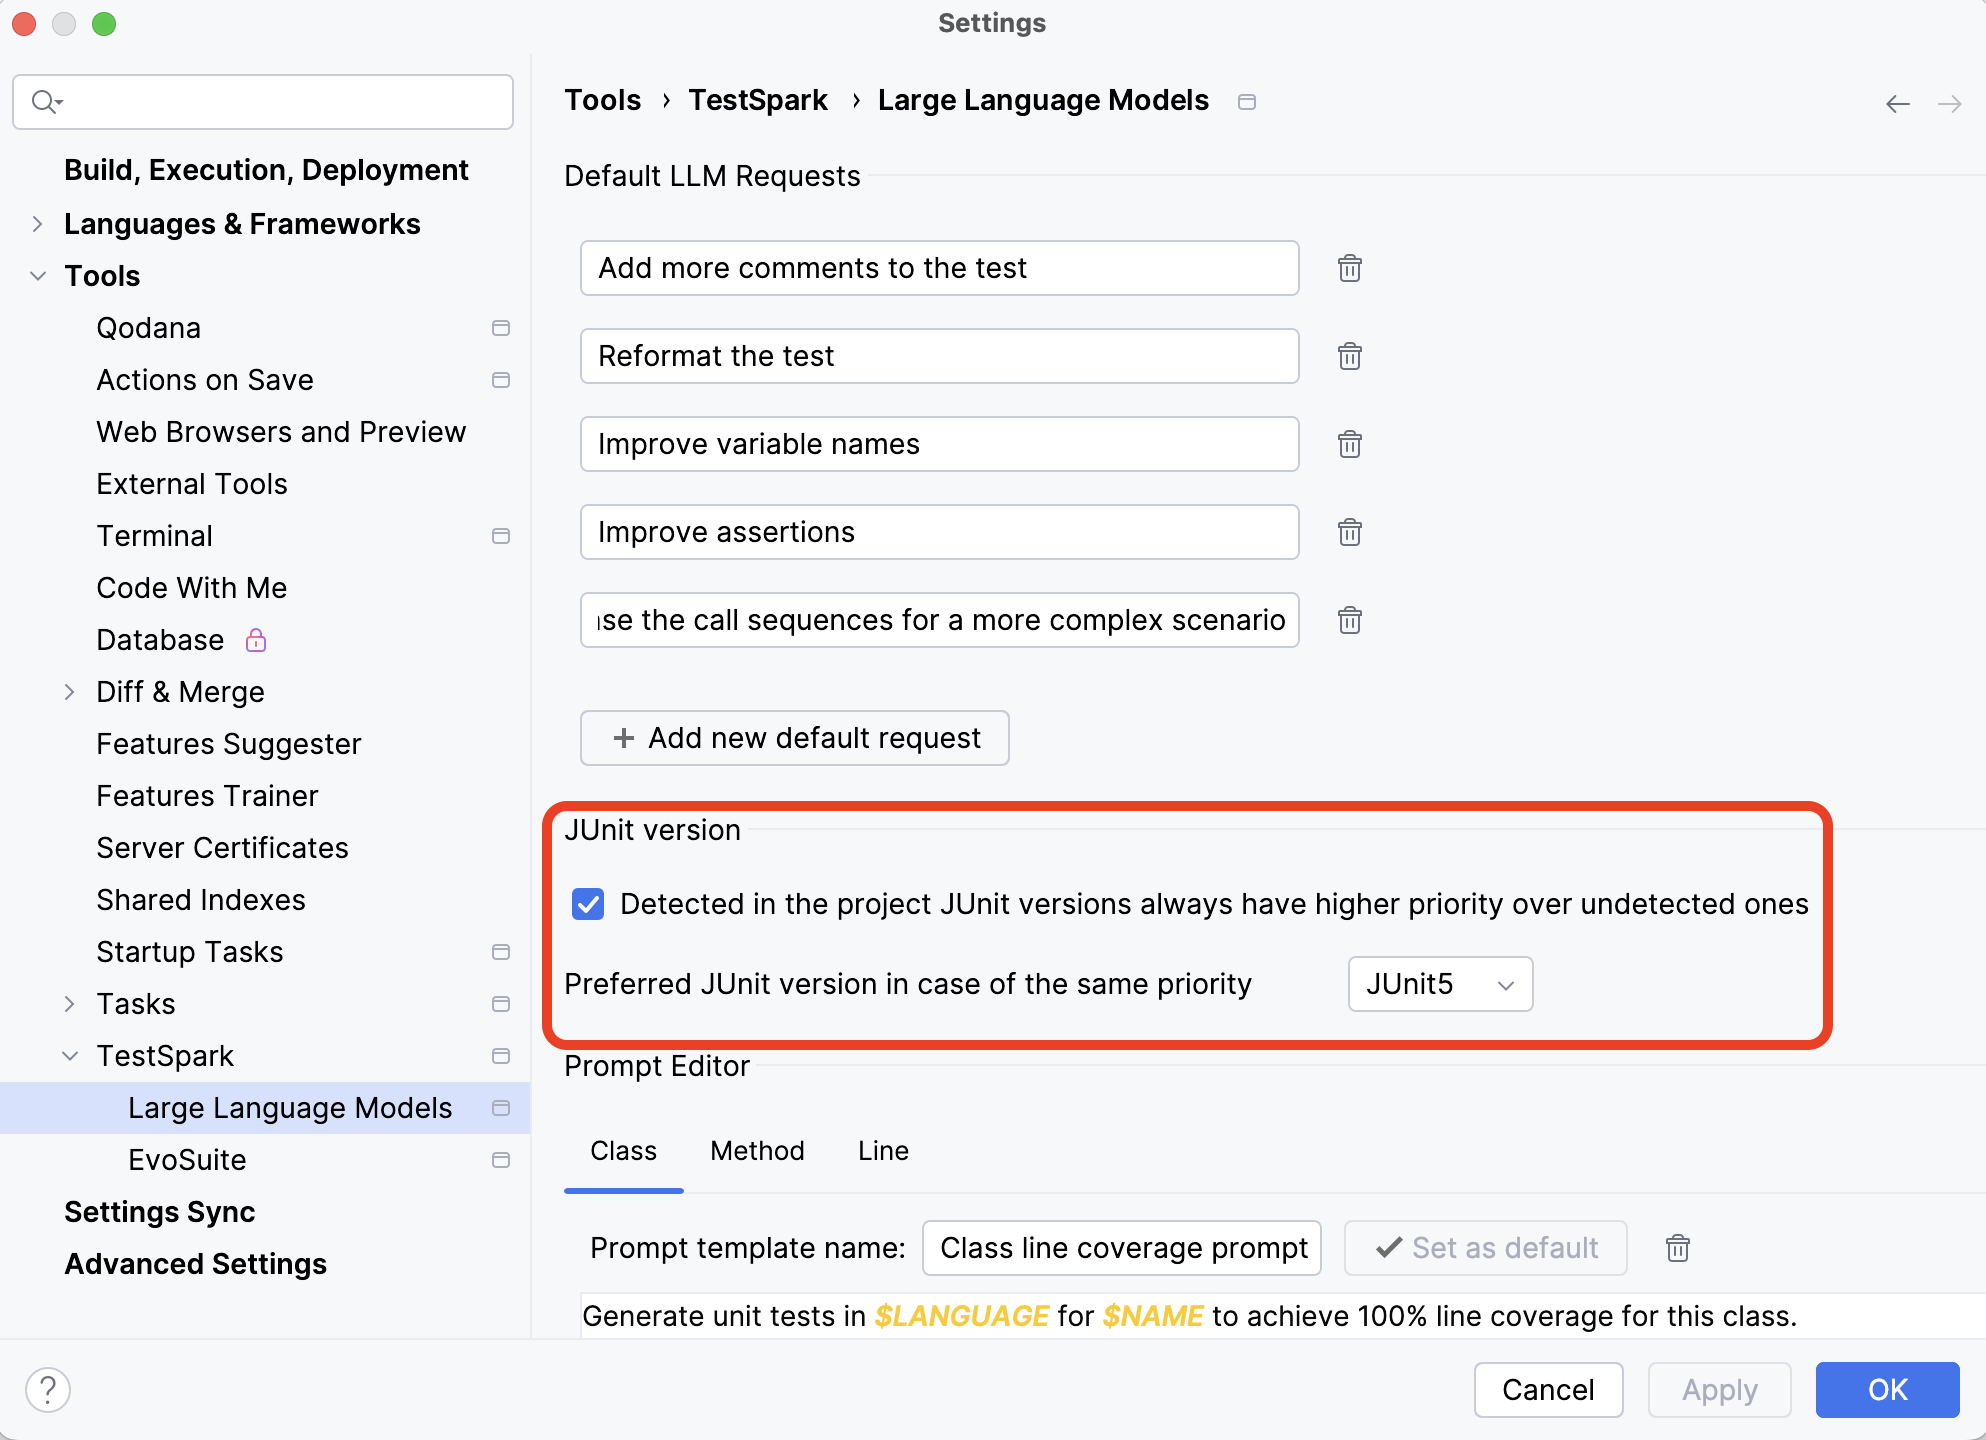 Settings
Build, Execution, Deployment
Languages & Frameworks
Tools
Qodana
Actions on Save
Web Browsers and Preview
External Tools
Terminal
Code With Me
Database
Diff & Merge
Features Suggester
Features Trainer
Server Certificates
Shared Indexes
Startup Tasks
Tasks
TestSpark
Large Language Models
EvoSuite
Settings Sync
Advanced Settings
Tools › TestSpark › Large Language Models
Default LLM Requests
Add more comments to the test
Reformat the test
Improve variable names
Improve assertions
se the call sequences for a more complex scenario
+ Add new default request
JUnit version
Detected in the project JUnit versions always have higher priority over undetected ones
Preferred JUnit version in case of the same priority JUnit5
Prompt Editor
Class Method Line
Prompt template name: Class line coverage prompt Set as default
Generate unit tests in $LANGUAGE for $NAME to achieve 100% line coverage for this class.
? Cancel Apply OK